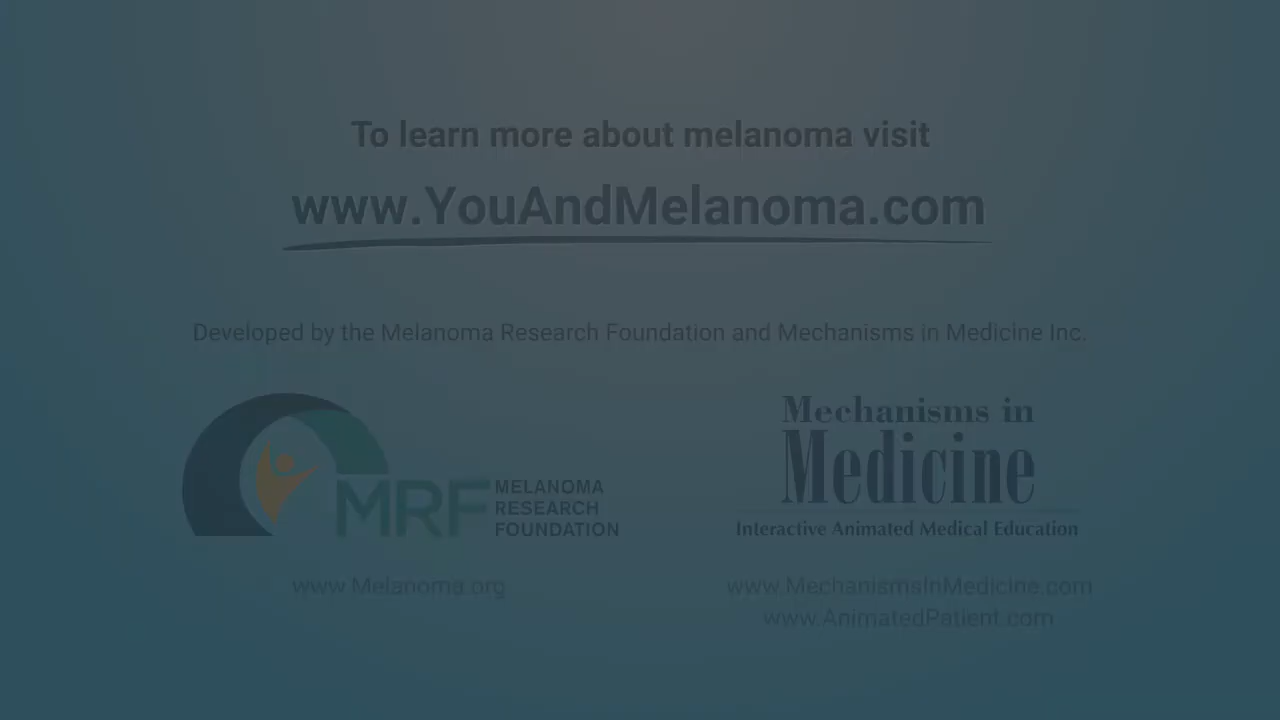 To learn more about melanoma visit
www.YouAndMelanoma.com
Developed by the Melanoma Research Foundation and Mechanisms in Medicine Inc.
MRF MELANOMA
RESEARCH
FOUNDATION
www.Melanoma.org
Mechanisms in
Medicine
Interactive Animated Medical Education
www.MechanismsInMedicine.com
www.AnimatedPatient.com